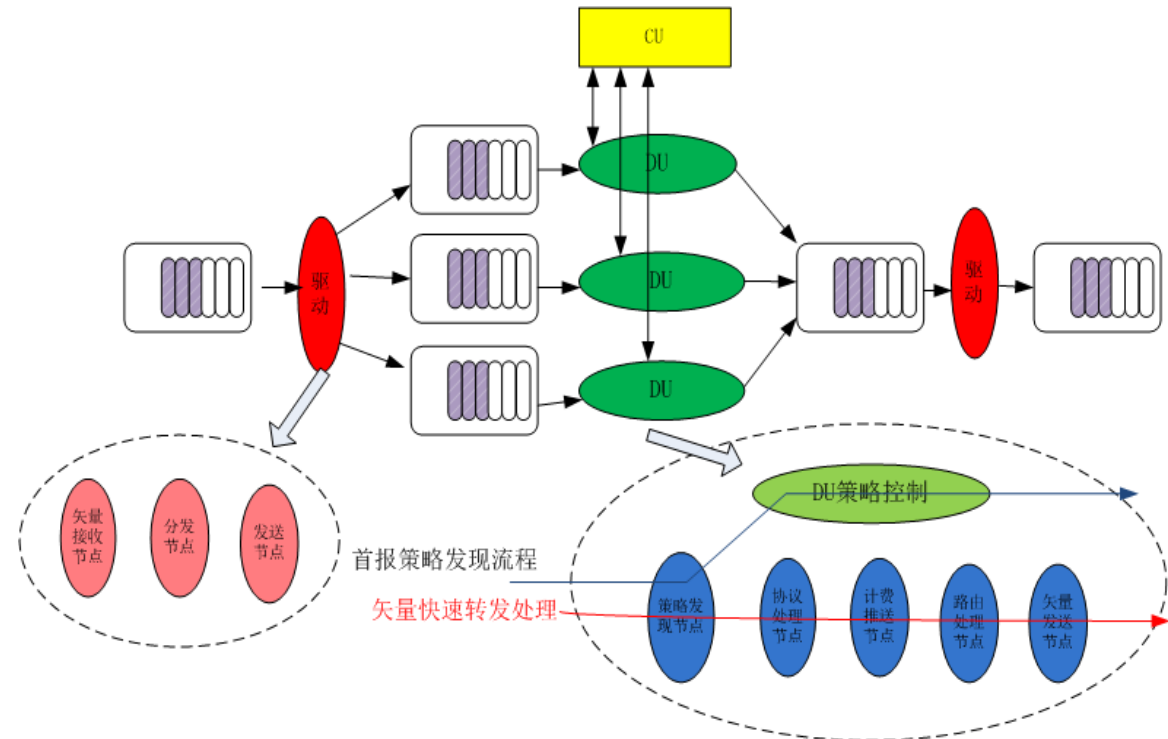 CU
DU
DU
DU
驱
动
驱
动
矢量
接收
节点
分发
节点
发送
节点
DU策略控制
首报策略发现流程
矢量快速转发处理
策略发
现节点
协议
处理
节点
计费
推送
节点
路由
处理
节点
矢量
发送
节点